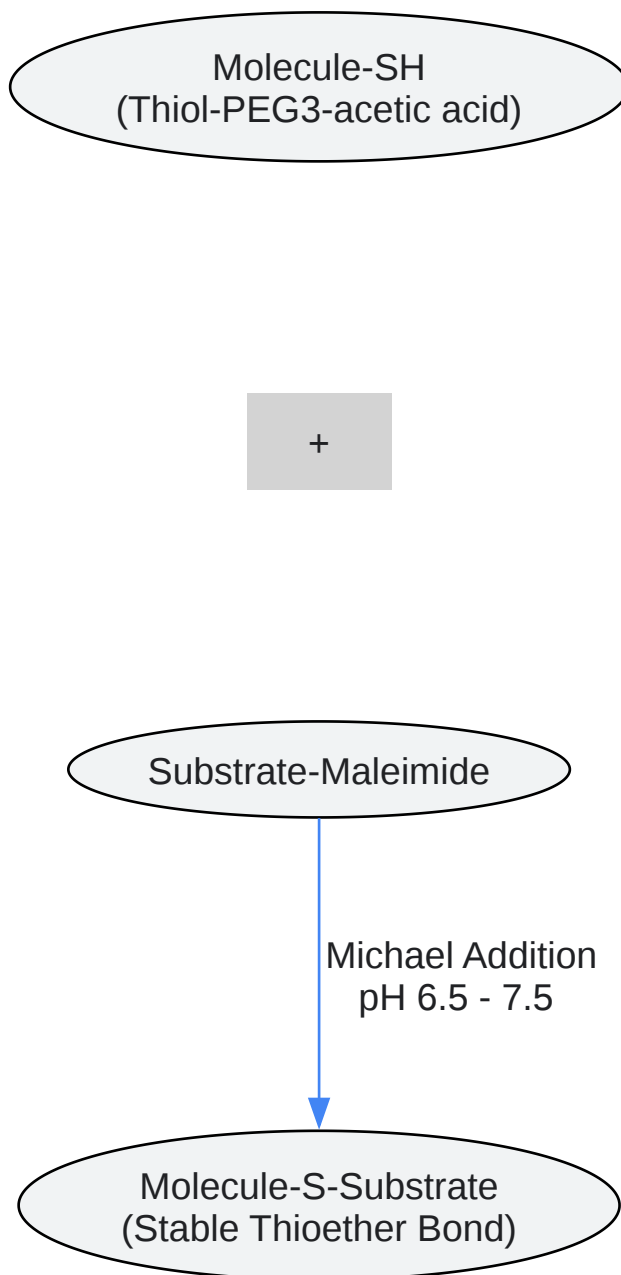 Molecule-SH
(Thiol-PEG3-acetic acid)
+
Substrate-Maleimide
Michael Addition
pH 6.5 - 7.5
Molecule-S-Substrate
(Stable Thioether Bond)